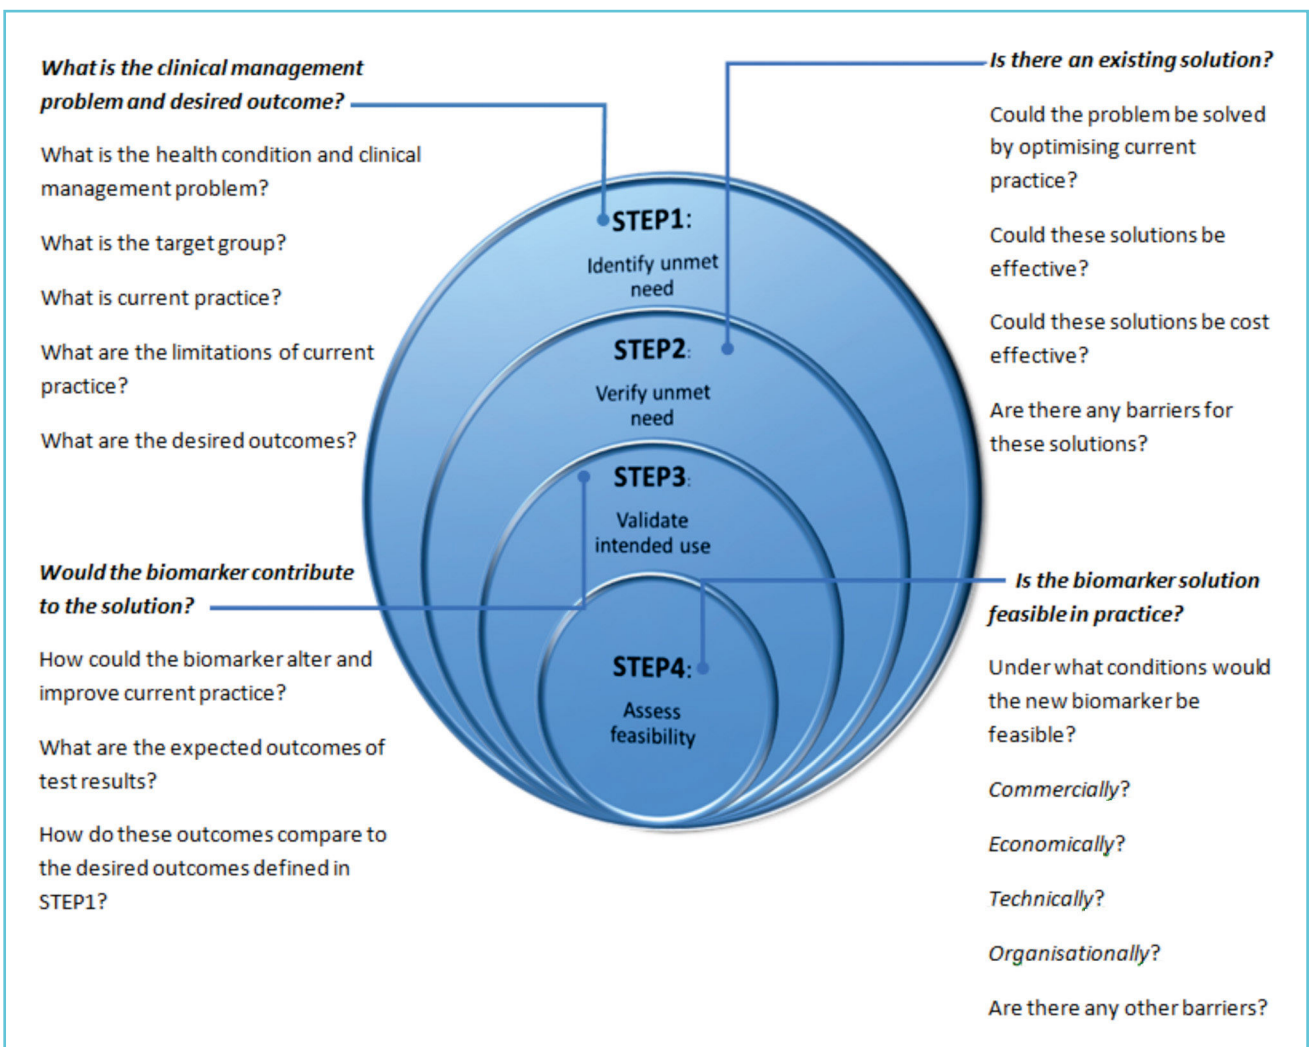 What is the clinical management
problem and desired outcome?
What is the health condition and clinical
management problem?
What is the target group?
What is current practice?
What are the limitations of current
practice?
What are the desired outcomes?
Is there an existing solution?
Could the problem be solved
by optimising current
practice?
Could these solutions be
effective?
Could these solutions be cost
effective?
Are there any barriers for
these solutions?
STEP1:
Identify unmet
need
STEP2:
Verify unmet
need
STEP3:
Validate
intended use
STEP4:
Assess
feasibility
Would the biomarker contribute
to the solution?
How could the biomarker alter and
improve current practice?
What are the expected outcomes of
test results?
How do these outcomes compare to
the desired outcomes defined in
STEP1?
Is the biomarker solution
feasible in practice?
Under what conditions would
the new biomarker be
feasible?
Commercially?
Economically?
Technically?
Organisationally?
Are there any other barriers?